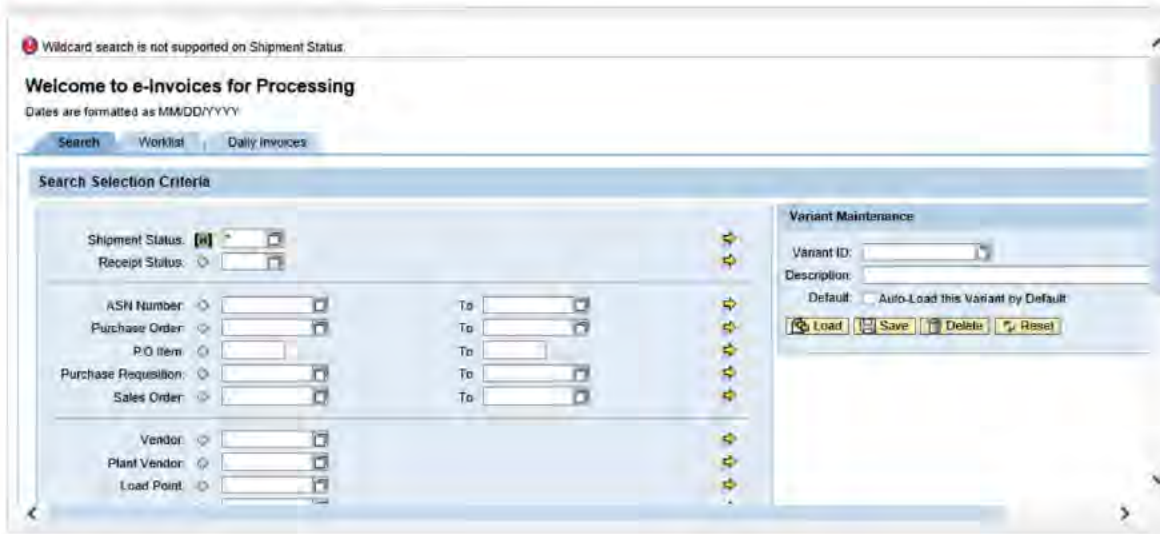 Wildcard search is not supported on Shipment Status.
Welcome to e-Invoices for Processing
Dates are formatted as MM/DD/YYYY
Search Worklist Daily Invoices
Search Selection Criteria
Variant Maintenance
Shipment Status: *
Variant ID:
Receipt Status:
Description:
Default: Auto-Load this Variant by Default
ASN Number: To
Load Save Delete Reset
Purchase Order: To
P.O Item: To
Purchase Requisition: To
Sales Order: To
Vendor:
Plant Vendor:
Load Point: